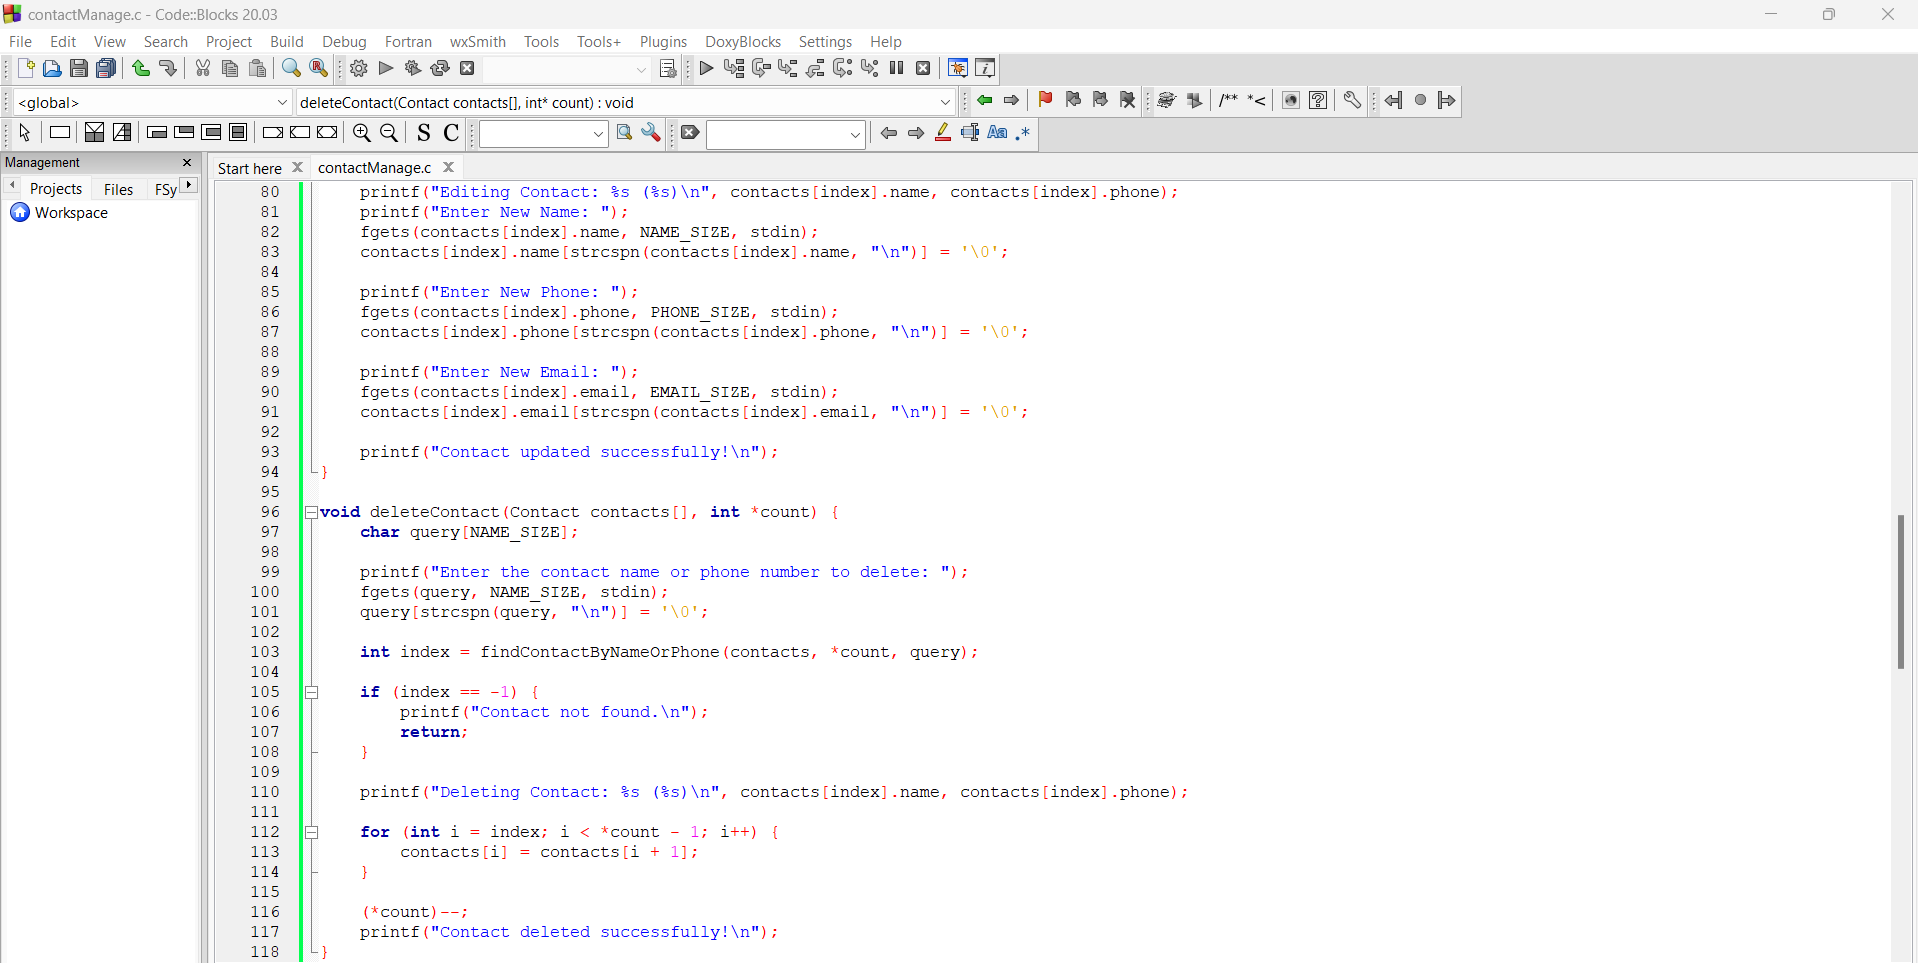 contactManage.c - Code::Blocks 20.03
File Edit View Search Project Build Debug Fortran wxSmith Tools Tools+ Plugins DoxyBlocks Settings Help
<global> deleteContact(Contact contacts[], int* count) : void
/** *<
S C Aa .*
Management
Projects Files FSy
Workspace
Start here contactManage.c
80 printf("Editing Contact: %s (%s)\n", contacts[index].name, contacts[index].phone);
81 printf("Enter New Name: ");
82 fgets(contacts[index].name, NAME_SIZE, stdin);
83 contacts[index].name[strcspn(contacts[index].name, "\n")] = '\0';
84
85 printf("Enter New Phone: ");
86 fgets(contacts[index].phone, PHONE_SIZE, stdin);
87 contacts[index].phone[strcspn(contacts[index].phone, "\n")] = '\0';
88
89 printf("Enter New Email: ");
90 fgets(contacts[index].email, EMAIL_SIZE, stdin);
91 contacts[index].email[strcspn(contacts[index].email, "\n")] = '\0';
92
93 printf("Contact updated successfully!\n");
94 }
95
96 void deleteContact(Contact contacts[], int *count) {
97 char query[NAME_SIZE];
98
99 printf("Enter the contact name or phone number to delete: ");
100 fgets(query, NAME_SIZE, stdin);
101 query[strcspn(query, "\n")] = '\0';
102
103 int index = findContactByNameOrPhone(contacts, *count, query);
104
105 if (index == -1) {
106 printf("Contact not found.\n");
107 return;
108 }
109
110 printf("Deleting Contact: %s (%s)\n", contacts[index].name, contacts[index].phone);
111
112 for (int i = index; i < *count - 1; i++) {
113 contacts[i] = contacts[i + 1];
114 }
115
116 (*count)--;
117 printf("Contact deleted successfully!\n");
118 }